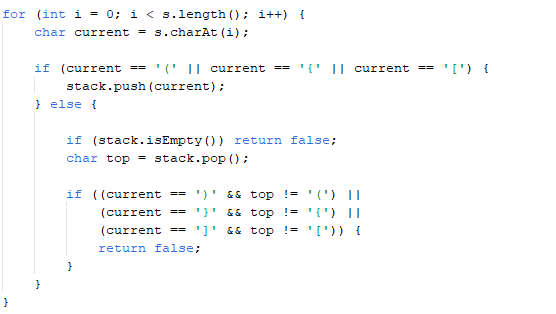 for (int i = 0; i < s.length(); i++) {
char current = s.charAt(i);
if (current == '(' || current == '{' || current == '[') {
stack.push(current);
} else {
if (stack.isEmpty()) return false;
char top = stack.pop();
if ((current == ')' && top != '(') ||
(current == '}' && top != '{') ||
(current == ']' && top != '[')) {
return false;
}
}
}